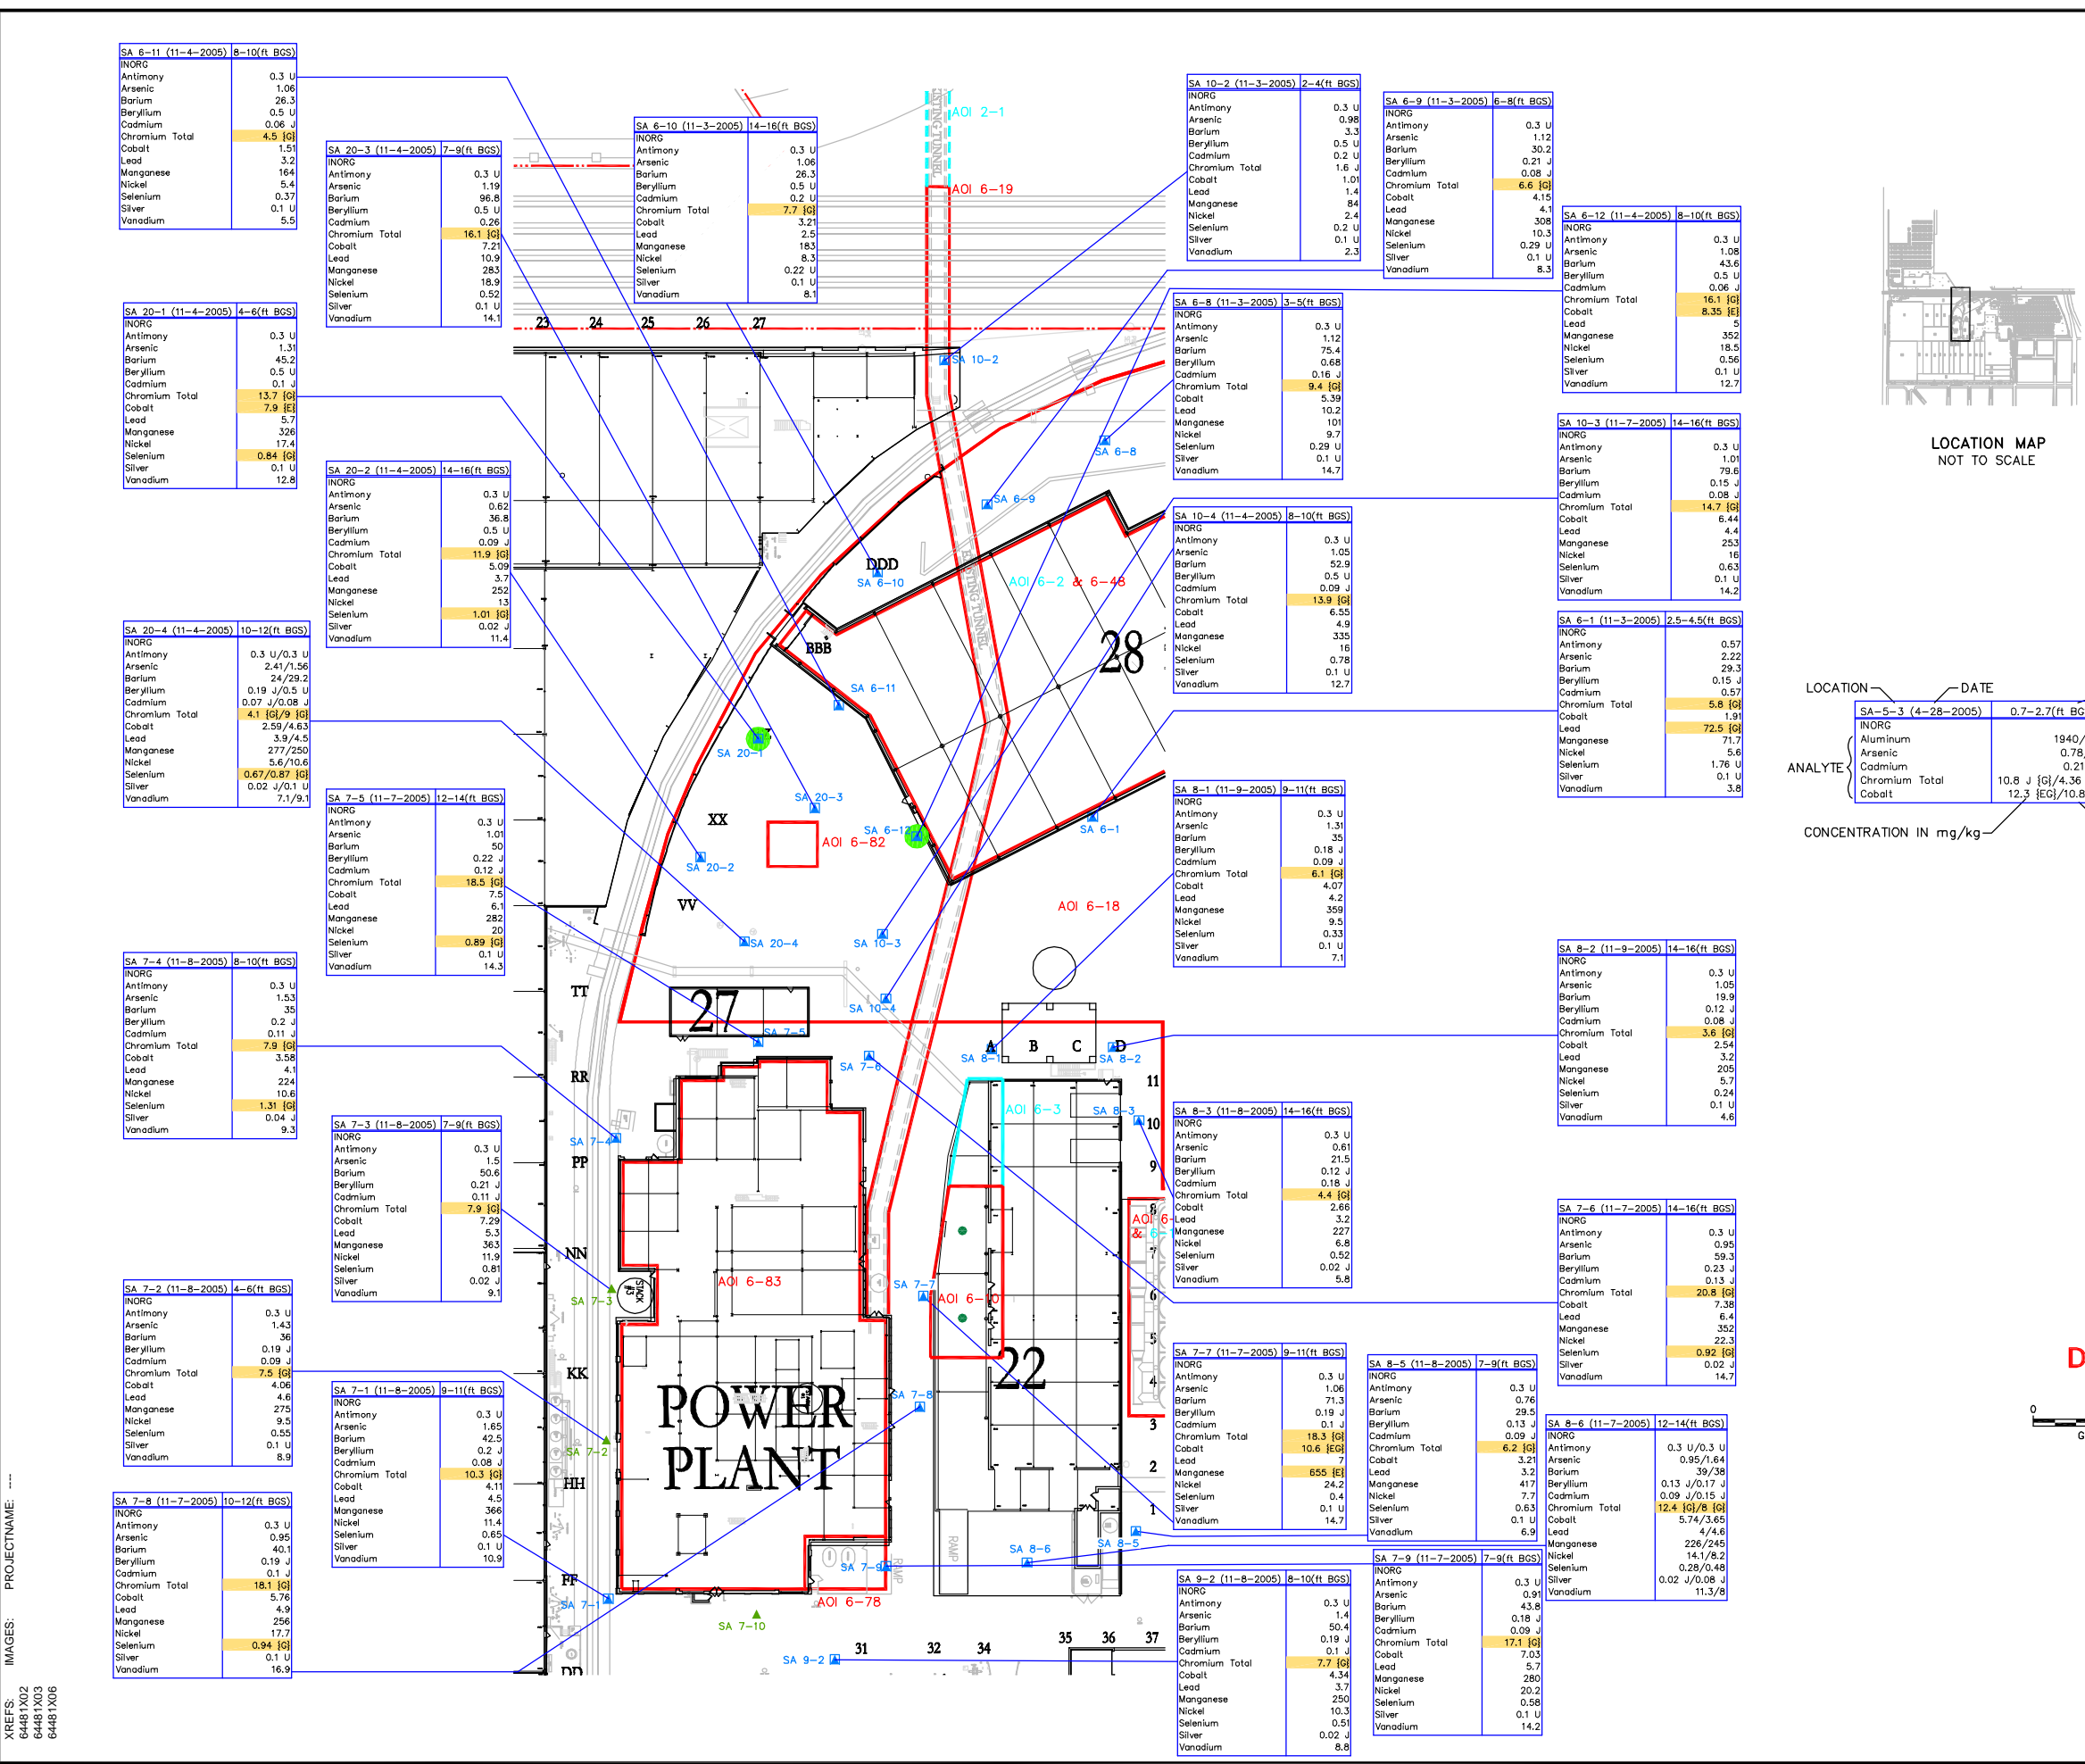 SA 6-11 (11-4-2005) 8-10(ft BGS)
INORG
Antimony 0.3 U
Arsenic 1.06
Barium 26.3
Beryllium 0.5 U
Cadmium 0.06 J
Chromium Total 4.5 {G}
Cobalt 1.51
Lead 3.2
Manganese 164
Nickel 5.4
Selenium 0.37
Silver 0.1 U
Vanadium 5.5
SA 20-3 (11-4-2005) 7-9(ft BGS)
INORG
Antimony 0.3 U
Arsenic 1.19
Barium 96.8
Beryllium 0.5 U
Cadmium 0.26
Chromium Total 16.1 {G}
Cobalt 7.21
Lead 10.9
Manganese 283
Nickel 18.9
Selenium 0.52
Silver 0.1 U
Vanadium 14.1
SA 6-10 (11-3-2005) 14-16(ft BGS)
INORG
Antimony 0.3 U
Arsenic 1.06
Barium 26.3
Beryllium 0.5 U
Cadmium 0.2 U
Chromium Total 7.7 {G}
Cobalt 3.21
Lead 2.5
Manganese 183
Nickel 8.3
Selenium 0.22 U
Silver 0.1 U
Vanadium 8.1
SA 10-2 (11-3-2005) 2-4(ft BGS)
INORG
Antimony 0.3 U
Arsenic 0.98
Barium 3.3
Beryllium 0.5 U
Cadmium 0.2 U
Chromium Total 1.6 J
Cobalt 1.01
Lead 1.4
Manganese 84
Nickel 2.4
Selenium 0.2 U
Silver 0.1 U
Vanadium 2.3
SA 6-9 (11-3-2005) 6-8(ft BGS)
INORG
Antimony 0.3 U
Arsenic 1.12
Barium 30.2
Beryllium 0.21 J
Cadmium 0.08 J
Chromium Total 6.6 {G}
Cobalt 4.15
Lead 4.1
Manganese 308
Nickel 10.3
Selenium 0.29 U
Silver 0.1 U
Vanadium 8.3
SA 6-12 (11-4-2005) 8-10(ft BGS)
INORG
Antimony 0.3 U
Arsenic 1.08
Barium 43.6
Beryllium 0.5 U
Cadmium 0.06 J
Chromium Total 16.1 {G}
Cobalt 8.35 {E}
Lead 5
Manganese 352
Nickel 18.5
Selenium 0.56
Silver 0.1 U
Vanadium 12.7
SA 20-1 (11-4-2005) 4-6(ft BGS)
INORG
Antimony 0.3 U
Arsenic 1.31
Barium 45.2
Beryllium 0.5 U
Cadmium 0.1 J
Chromium Total 13.7 {G}
Cobalt 7.9 {E}
Lead 5.7
Manganese 326
Nickel 17.4
Selenium 0.84 {G}
Silver 0.1 U
Vanadium 12.8
SA 6-8 (11-3-2005) 3-5(ft BGS)
INORG
Antimony 0.3 U
Arsenic 1.12
Barium 75.4
Beryllium 0.68
Cadmium 0.16 J
Chromium Total 9.4 {G}
Cobalt 5.39
Lead 10.2
Manganese 101
Nickel 9.7
Selenium 0.29 U
Silver 0.1 U
Vanadium 14.7
SA 20-2 (11-4-2005) 14-16(ft BGS)
INORG
Antimony 0.3 U
Arsenic 0.62
Barium 36.8
Beryllium 0.5 U
Cadmium 0.09 J
Chromium Total 11.9 {G}
Cobalt 5.09
Lead 3.7
Manganese 252
Nickel 13
Selenium 1.01 {G}
Silver 0.02 J
Vanadium 11.4
SA 10-3 (11-7-2005) 14-16(ft BGS)
INORG
Antimony 0.3 U
Arsenic 1.01
Barium 79.6
Beryllium 0.15 J
Cadmium 0.08 J
Chromium Total 14.7 {G}
Cobalt 6.44
Lead 4.4
Manganese 253
Nickel 16
Selenium 0.63
Silver 0.1 U
Vanadium 14.2
SA 10-4 (11-4-2005) 8-10(ft BGS)
INORG
Antimony 0.3 U
Arsenic 1.05
Barium 52.9
Beryllium 0.5 U
Cadmium 0.09 J
Chromium Total 13.9 {G}
Cobalt 6.55
Lead 4.9
Manganese 335
Nickel 16
Selenium 0.78
Silver 0.1 U
Vanadium 12.7
SA 20-4 (11-4-2005) 10-12(ft BGS)
INORG
Antimony 0.3 U/0.3 U
Arsenic 2.41/1.56
Barium 24/29.2
Beryllium 0.19 J/0.5 U
Cadmium 0.07 J/0.08 J
Chromium Total 4.1 {G}/9 {G}
Cobalt 2.59/4.63
Lead 3.9/4.5
Manganese 277/250
Nickel 5.6/10.6
Selenium 0.67/0.87 {G}
Silver 0.02 J/0.1 U
Vanadium 7.1/9.1
SA 6-1 (11-3-2005) 2.5-4.5(ft BGS)
INORG
Antimony 0.57
Arsenic 2.22
Barium 29.3
Beryllium 0.15 J
Cadmium 0.57
Chromium Total 5.8 {G}
Cobalt 1.91
Lead 72.5 {G}
Manganese 71.7
Nickel 5.6
Selenium 1.76 U
Silver 0.1 U
Vanadium 3.8
SA 7-5 (11-7-2005) 12-14(ft BGS)
INORG
Antimony 0.3 U
Arsenic 1.01
Barium 50
Beryllium 0.22 J
Cadmium 0.12 J
Chromium Total 18.5 {G}
Cobalt 7.5
Lead 6.1
Manganese 282
Nickel 20
Selenium 0.89 {G}
Silver 0.1 U
Vanadium 14.3
SA 8-1 (11-9-2005) 9-11(ft BGS)
INORG
Antimony 0.3 U
Arsenic 1.31
Barium 35
Beryllium 0.18 J
Cadmium 0.09 J
Chromium Total 6.1 {G}
Cobalt 4.07
Lead 4.2
Manganese 359
Nickel 9.5
Selenium 0.33
Silver 0.1 U
Vanadium 7.1
SA 7-4 (11-8-2005) 8-10(ft BGS)
INORG
Antimony 0.3 U
Arsenic 1.53
Barium 35
Beryllium 0.2 J
Cadmium 0.11 J
Chromium Total 7.9 {G}
Cobalt 3.58
Lead 4.1
Manganese 224
Nickel 10.6
Selenium 1.31 {G}
Silver 0.04 J
Vanadium 9.3
SA 8-2 (11-9-2005) 14-16(ft BGS)
INORG
Antimony 0.3 U
Arsenic 1.05
Barium 19.9
Beryllium 0.12 J
Cadmium 0.08 J
Chromium Total 3.6 {G}
Cobalt 2.54
Lead 3.2
Manganese 205
Nickel 5.7
Selenium 0.24
Silver 0.1 U
Vanadium 4.6
SA 7-3 (11-8-2005) 7-9(ft BGS)
INORG
Antimony 0.3 U
Arsenic 1.5
Barium 50.6
Beryllium 0.21 J
Cadmium 0.11 J
Chromium Total 7.9 {G}
Cobalt 7.29
Lead 5.3
Manganese 363
Nickel 11.9
Selenium 0.81
Silver 0.02 J
Vanadium 9.1
SA 8-3 (11-8-2005) 14-16(ft BGS)
INORG
Antimony 0.3 U
Arsenic 0.61
Barium 21.5
Beryllium 0.12 J
Cadmium 0.18 J
Chromium Total 4.4 {G}
Cobalt 2.66
Lead 3.2
Manganese 227
Nickel 6.8
Selenium 0.52
Silver 0.02 J
Vanadium 5.8
SA 7-6 (11-7-2005) 14-16(ft BGS)
INORG
Antimony 0.3 U
Arsenic 0.95
Barium 59.3
Beryllium 0.23 J
Cadmium 0.13 J
Chromium Total 20.8 {G}
Cobalt 7.38
Lead 6.4
Manganese 352
Nickel 22.3
Selenium 0.92 {G}
Silver 0.02 J
Vanadium 14.7
SA 7-2 (11-8-2005) 4-6(ft BGS)
INORG
Antimony 0.3 U
Arsenic 1.43
Barium 36
Beryllium 0.19 J
Cadmium 0.09 J
Chromium Total 7.5 {G}
Cobalt 4.06
Lead 4.6
Manganese 275
Nickel 9.5
Selenium 0.55
Silver 0.1 U
Vanadium 8.9
SA 7-1 (11-8-2005) 9-11(ft BGS)
INORG
Antimony 0.3 U
Arsenic 1.65
Barium 42.5
Beryllium 0.2 J
Cadmium 0.08 J
Chromium Total 10.3 {G}
Cobalt 4.11
Lead 4.5
Manganese 366
Nickel 11.4
Selenium 0.65
Silver 0.1 U
Vanadium 10.9
SA 7-7 (11-7-2005) 9-11(ft BGS)
INORG
Antimony 0.3 U
Arsenic 1.06
Barium 71.3
Beryllium 0.19 J
Cadmium 0.1 J
Chromium Total 18.3 {G}
Cobalt 10.6 {EG}
Lead 7
Manganese 655 {E}
Nickel 24.2
Selenium 0.4
Silver 0.1 U
Vanadium 14.7
SA 8-5 (11-8-2005) 7-9(ft BGS)
INORG
Antimony 0.3 U
Arsenic 0.76
Barium 29.5
Beryllium 0.13 J
Cadmium 0.09 J
Chromium Total 6.2 {G}
Cobalt 3.21
Lead 3.2
Manganese 417
Nickel 7.7
Selenium 0.63
Silver 0.1 U
Vanadium 6.9
SA 8-6 (11-7-2005) 12-14(ft BGS)
INORG
Antimony 0.3 U/0.3 U
Arsenic 0.95/1.64
Barium 39/38
Beryllium 0.13 J/0.17 J
Cadmium 0.09 J/0.15 J
Chromium Total 12.4 {G}/8 {G}
Cobalt 5.74/3.65
Lead 4/4.6
Manganese 226/245
Nickel 14.1/8.2
Selenium 0.28/0.48
Silver 0.02 J/0.08 J
Vanadium 11.3/8
SA 7-8 (11-7-2005) 10-12(ft BGS)
INORG
Antimony 0.3 U
Arsenic 0.95
Barium 40.1
Beryllium 0.19 J
Cadmium 0.1 J
Chromium Total 18.1 {G}
Cobalt 5.76
Lead 4.9
Manganese 256
Nickel 17.7
Selenium 0.94 {G}
Silver 0.1 U
Vanadium 16.9
SA 7-9 (11-7-2005) 7-9(ft BGS)
INORG
Antimony 0.3 U
Arsenic 0.91
Barium 43.8
Beryllium 0.18 J
Cadmium 0.09 J
Chromium Total 17.1 {G}
Cobalt 7.03
Lead 5.7
Manganese 280
Nickel 20.2
Selenium 0.58
Silver 0.1 U
Vanadium 14.2
SA 9-2 (11-8-2005) 8-10(ft BGS)
INORG
Antimony 0.3 U
Arsenic 1.4
Barium 50.4
Beryllium 0.19 J
Cadmium 0.1 J
Chromium Total 7.7 {G}
Cobalt 4.34
Lead 3.7
Manganese 250
Nickel 10.3
Selenium 0.51
Silver 0.02 J
Vanadium 8.8
AOI 2-1
AOI 6-19
23 24 25 26 27
SA 10-2
SA 6-8
SA 6-9
DDD
SA 6-10
AOI 6-2 & 6-48
EXISTING TUNNEL
BBB
28
SA 6-11
SA 20-1
SA 20-3
XX
SA 6-12
SA 6-1
AOI 6-82
SA 20-2
VV
AOI 6-18
SA 20-4
SA 10-3
TT
27
SA 10-4
SA 7-5
A B C D
SA 7-6
SA 8-1
SA 8-2
RR
11
AOI 6-3
SA 8-3
10
SA 7-4
PP
9
8
AOI 6-
NN
7
AOI 6-83
SA 7-7
STACK
#3
SA 7-3
AOI 6-10
6
5
KK
22
4
SA 7-8
3
POWER
PLANT
SA 7-2
2
HH
1
RAMP
SA 8-5
SA 8-6
SA 7-9
RAMP
FF
SA 7-1
AOI 6-78
SA 7-10
31 32 34 35 36 37
SA 9-2
DD
LOCATION MAP
NOT TO SCALE
LOCATION
DATE
SA-5-3 (4-28-2005) 0.7-2.7(ft BG
INORG
Aluminum 1940/
Arsenic 0.78
Cadmium 0.21
Chromium Total 10.8 J {G}/4.36
Cobalt 12.3 {EG}/10.8
ANALYTE
CONCENTRATION IN mg/kg
D
0
G
XREFS: IMAGES: PROJECTNAME: ----
64481X02
64481X03
64481X06